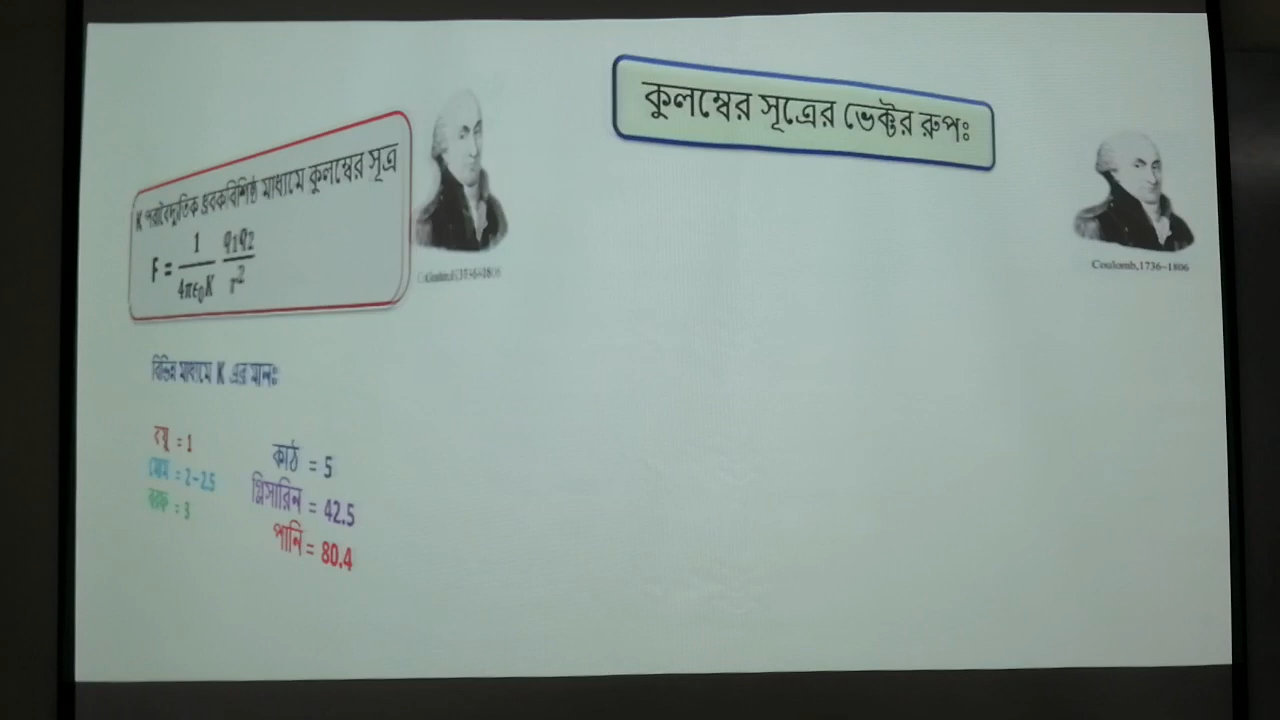 K পরাবৈদ্যুতিক ধ্রুবকবিশিষ্ঠ মাধ্যমে কুলম্বের সূত্র
F = 1/4πϵ₀K q₁q₂/r²
বিভিন্ন মাধ্যমে K এর মানঃ
বায়ু = 1
মোম = 2-2.5
বরফ = 3
কাঠ = 5
গ্লিসারিন = 42.5
পানি = 80.4
কুলম্বের সূত্রের ভেক্টর রুপঃ
Coulomb,1736–1806